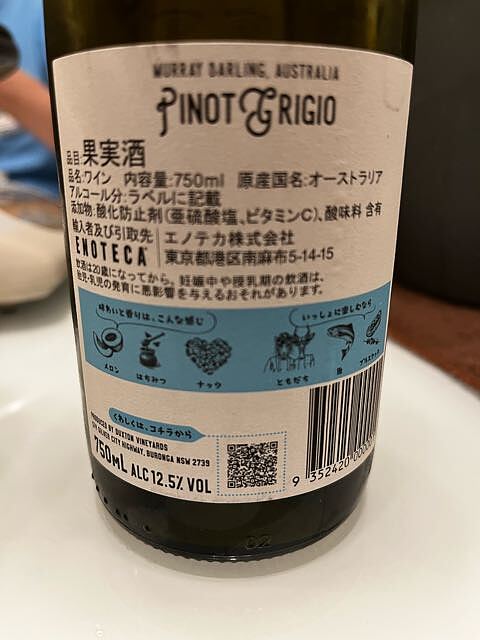 MURRAY DARLING, AUSTRALIA
PINOT GRIGIO
品目:果実酒
品名:ワイン 内容量:750ml 原産国名:オーストラリア
アルコール分:ラベルに記載
添加物:酸化防止剤(亜硫酸塩、ビタミンC)、酸味料 含有
輸入者及び引取先 エノテカ株式会社
ENOTECA 東京都港区南麻布5-14-15
飲酒は20歳になってから。妊娠中や授乳期の飲酒は、
胎児・乳児の発育に悪影響を与えるおそれがあります。
味わいと香りは、こんな感じ いっしょに楽しむなら
メロン はちみつ ナッツ ともだち 魚
くわしくは、コチラから
PRODUCED BY DUXTON VINEYARDS
SILVER CITY HIGHWAY, BURONGA NSW 2739
750mL ALC 12.5% VOL
9 352420 000
02